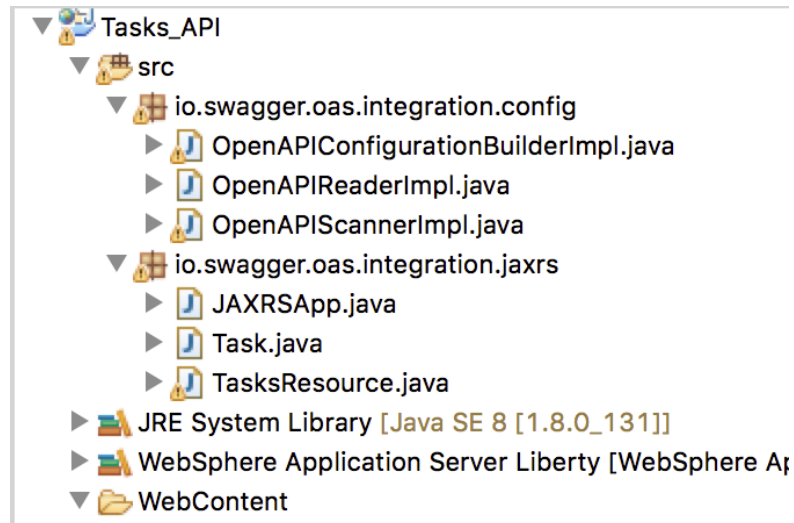 Tasks_API
src
io.swagger.oas.integration.config
OpenAPIConfigurationBuilderImpl.java
OpenAPIReaderImpl.java
OpenAPIScannerImpl.java
io.swagger.oas.integration.jaxrs
JAXRSApp.java
Task.java
TasksResource.java
JRE System Library [Java SE 8 [1.8.0_131]]
WebSphere Application Server Liberty [WebSphere Ap
WebContent